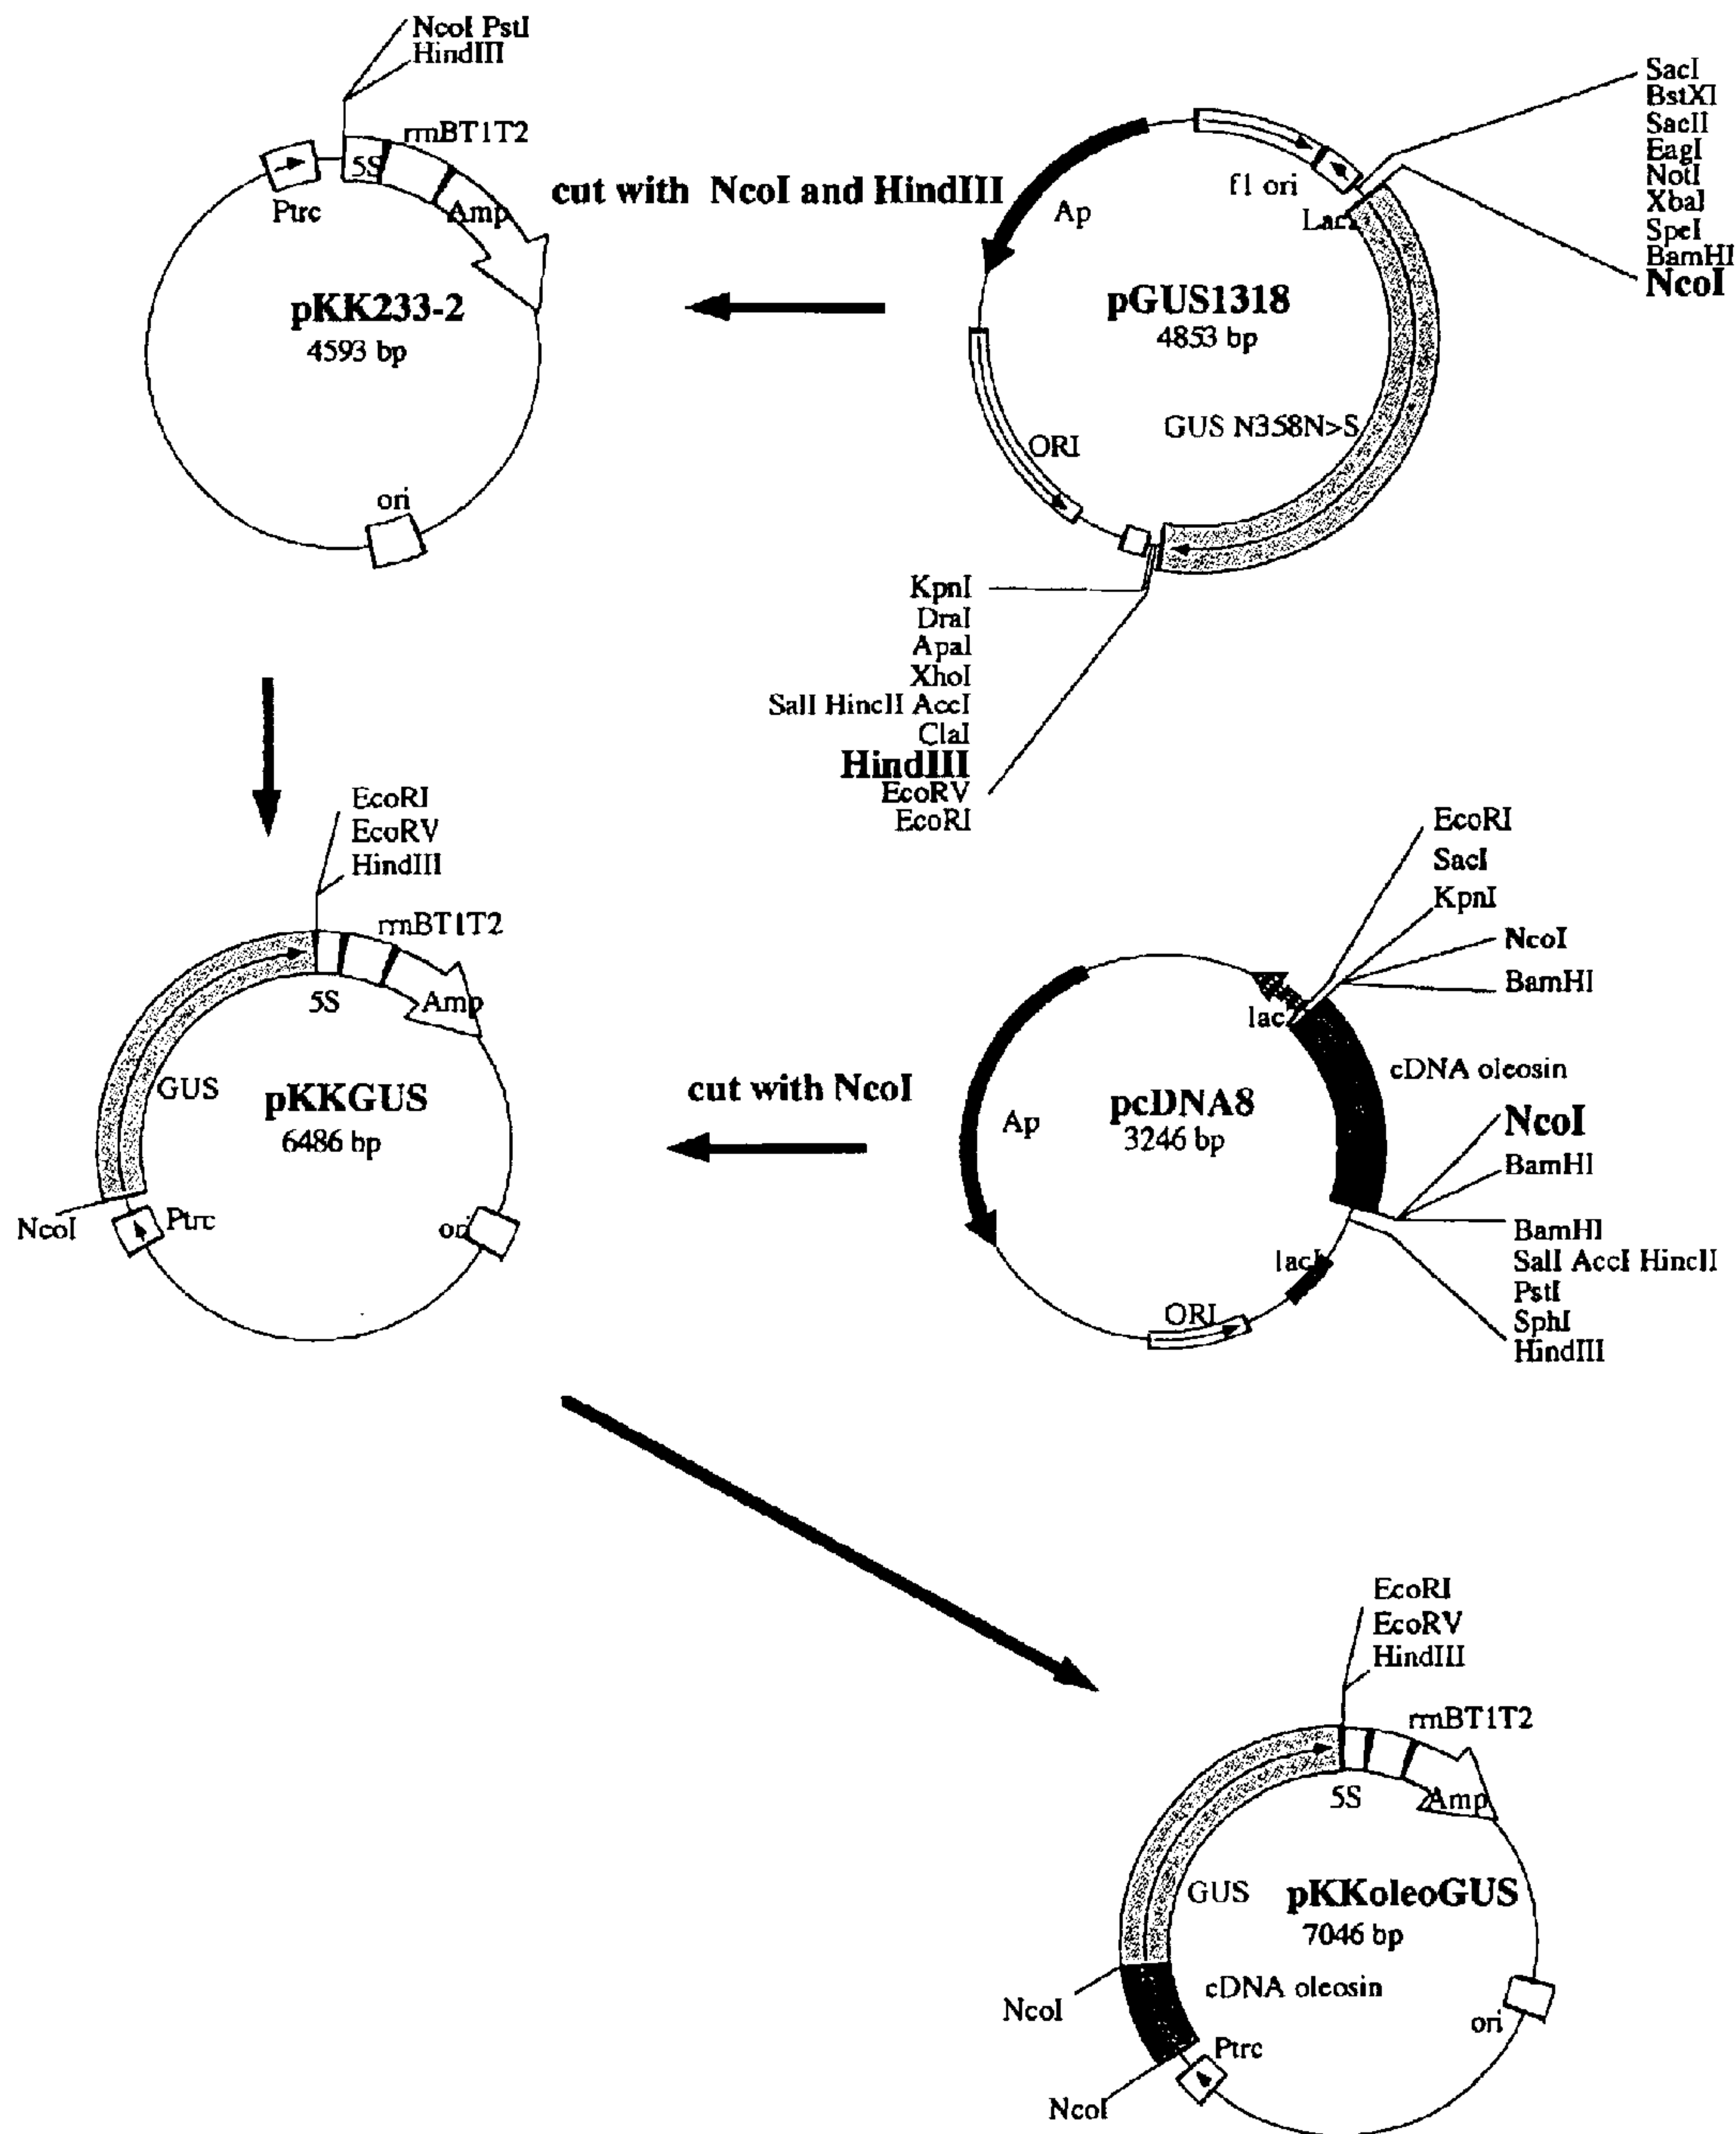 NcoI PstI
HindIII
rrnBT1T2
5S
Ptrc
Amp
pKK233-2
4593 bp
ori
cut with NcoI and HindIII
Ap
f1 ori
LacZ
pGUS1318
4853 bp
GUS N358N>S
ORI
SacI
BstXI
SacII
EagI
NotI
XbaI
SpeI
BamHI
NcoI
KpnI
DraI
ApaI
XhoI
SalI HincII AccI
ClaI
HindIII
EcoRV
EcoRI
EcoRI
EcoRV
HindIII
rrnBT1T2
5S
Amp
GUS
pKKGUS
6486 bp
NcoI
Ptrc
ori
cut with NcoI
EcoRI
SacI
KpnI
NcoI
BamHI
lacZ
cDNA oleosin
Ap
pcDNA8
3246 bp
NcoI
BamHI
BamHI
SalI AccI HincII
PstI
SphI
HindIII
lacI
ORI
EcoRI
EcoRV
HindIII
rrnBT1T2
5S
Amp
GUS
pKKoleoGUS
7046 bp
cDNA oleosin
NcoI
ori
Ptrc
NcoI